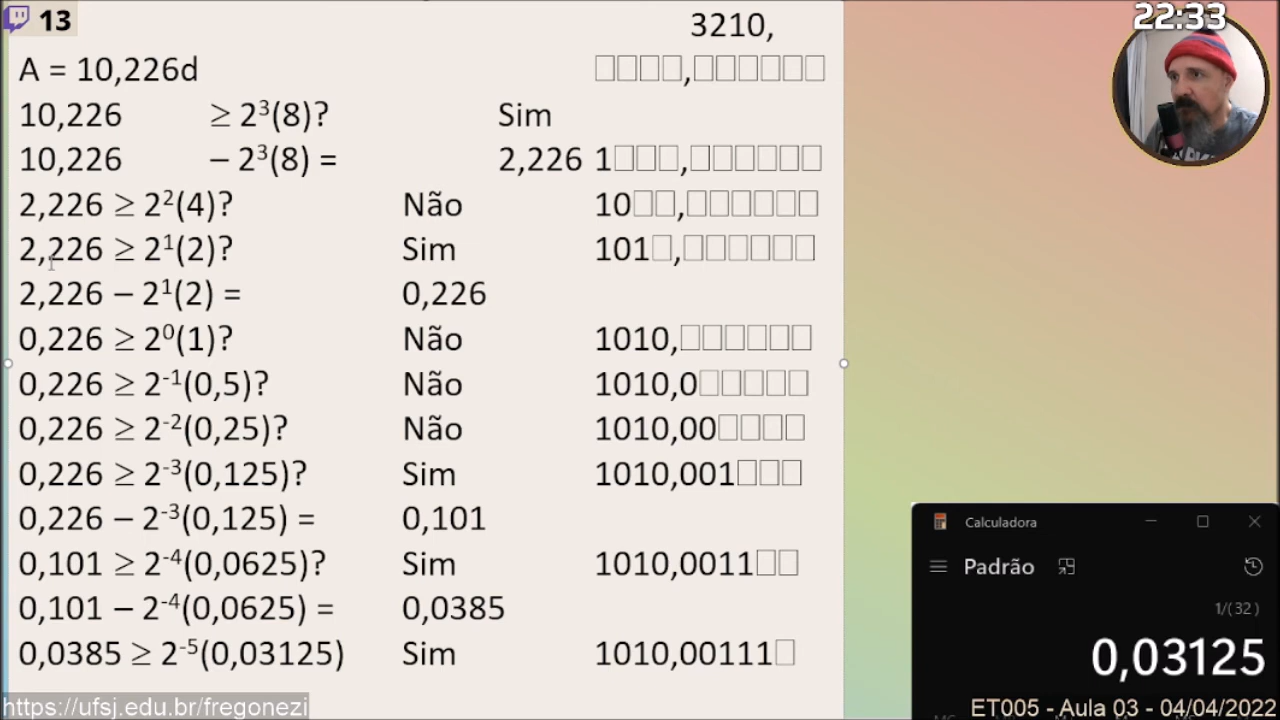 13
3210,
A = 10,226d □□□□,□□□□□□
10,226 ≥ 2³(8)? Sim
10,226 – 2³(8) = 2,226 1□□□,□□□□□□
2,226 ≥ 2²(4)? Não 10□□,□□□□□□
2,226 ≥ 2¹(2)? Sim 101□,□□□□□□
2,226 – 2¹(2) = 0,226
0,226 ≥ 2⁰(1)? Não 1010,□□□□□□
0,226 ≥ 2⁻¹(0,5)? Não 1010,0□□□□□
0,226 ≥ 2⁻²(0,25)? Não 1010,00□□□□
0,226 ≥ 2⁻³(0,125)? Sim 1010,001□□□
0,226 – 2⁻³(0,125) = 0,101
0,101 ≥ 2⁻⁴(0,0625)? Sim 1010,0011□□
0,101 – 2⁻⁴(0,0625) = 0,0385
0,0385 ≥ 2⁻⁵(0,03125) Sim 1010,00111□
https://ufsj.edu.br/fregonezi
22:33
Calculadora
Padrão
1/( 32 )
0,03125
ET005 - Aula 03 - 04/04/2022